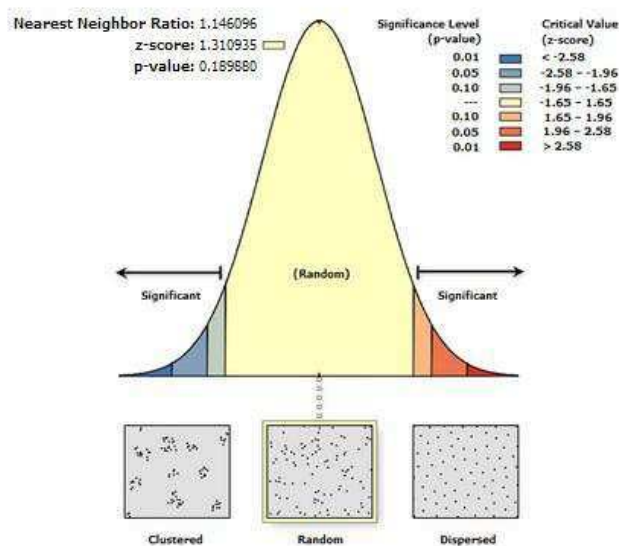 Nearest Neighbor Ratio: 1.146096
z-score: 1.310935
p-value: 0.189880
Significance Level
(p-value)
Critical Value
(z-score)
0.01 < -2.58
0.05 -2.58 – -1.96
0.10 -1.96 – -1.65
--- -1.65 – 1.65
0.10 1.65 – 1.96
0.05 1.96 – 2.58
0.01 > 2.58
(Random)
Significant
Significant
Clustered
Random
Dispersed